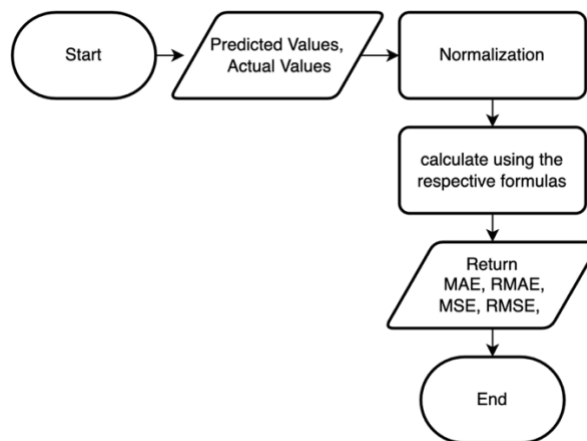 Start
Predicted Values,
Actual Values
Normalization
calculate using the
respective formulas
Return
MAE, RMAE,
MSE, RMSE,
End